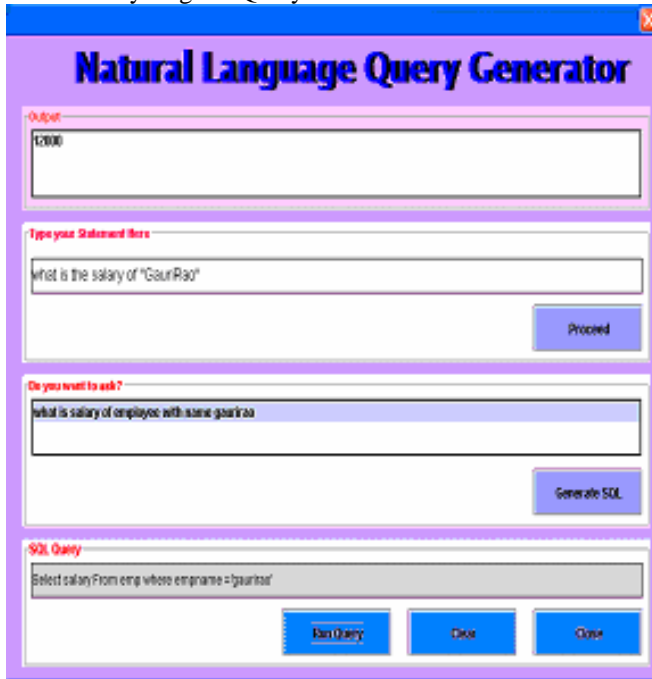 Natural Language Query Generator
Output
12000
Type your Statement Here
what is the salary of "GauriRao"
Proceed
Do you want to ask?
what is salary of employee with name gaurirao
Generate SQL
SQL Query
Select salary From emp where empname ='gaurirao'
Run Query Clear Close